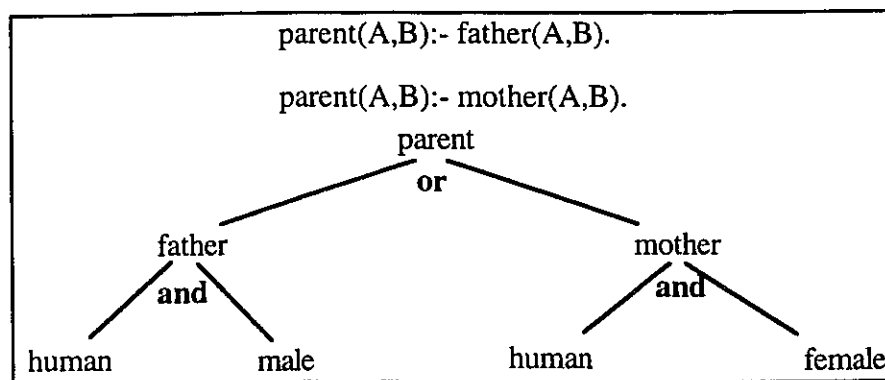 parent(A,B):- father(A,B).
parent(A,B):- mother(A,B).
parent
or
father mother
and and
human male human female